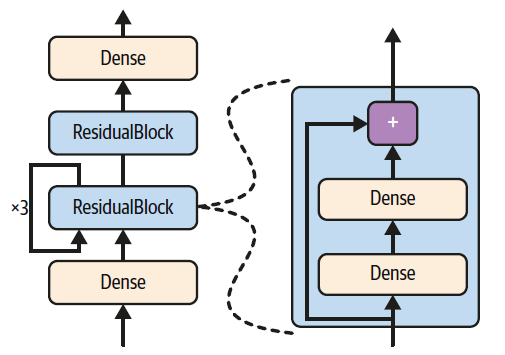 Dense
ResidualBlock
×3
ResidualBlock
Dense
+
Dense
Dense